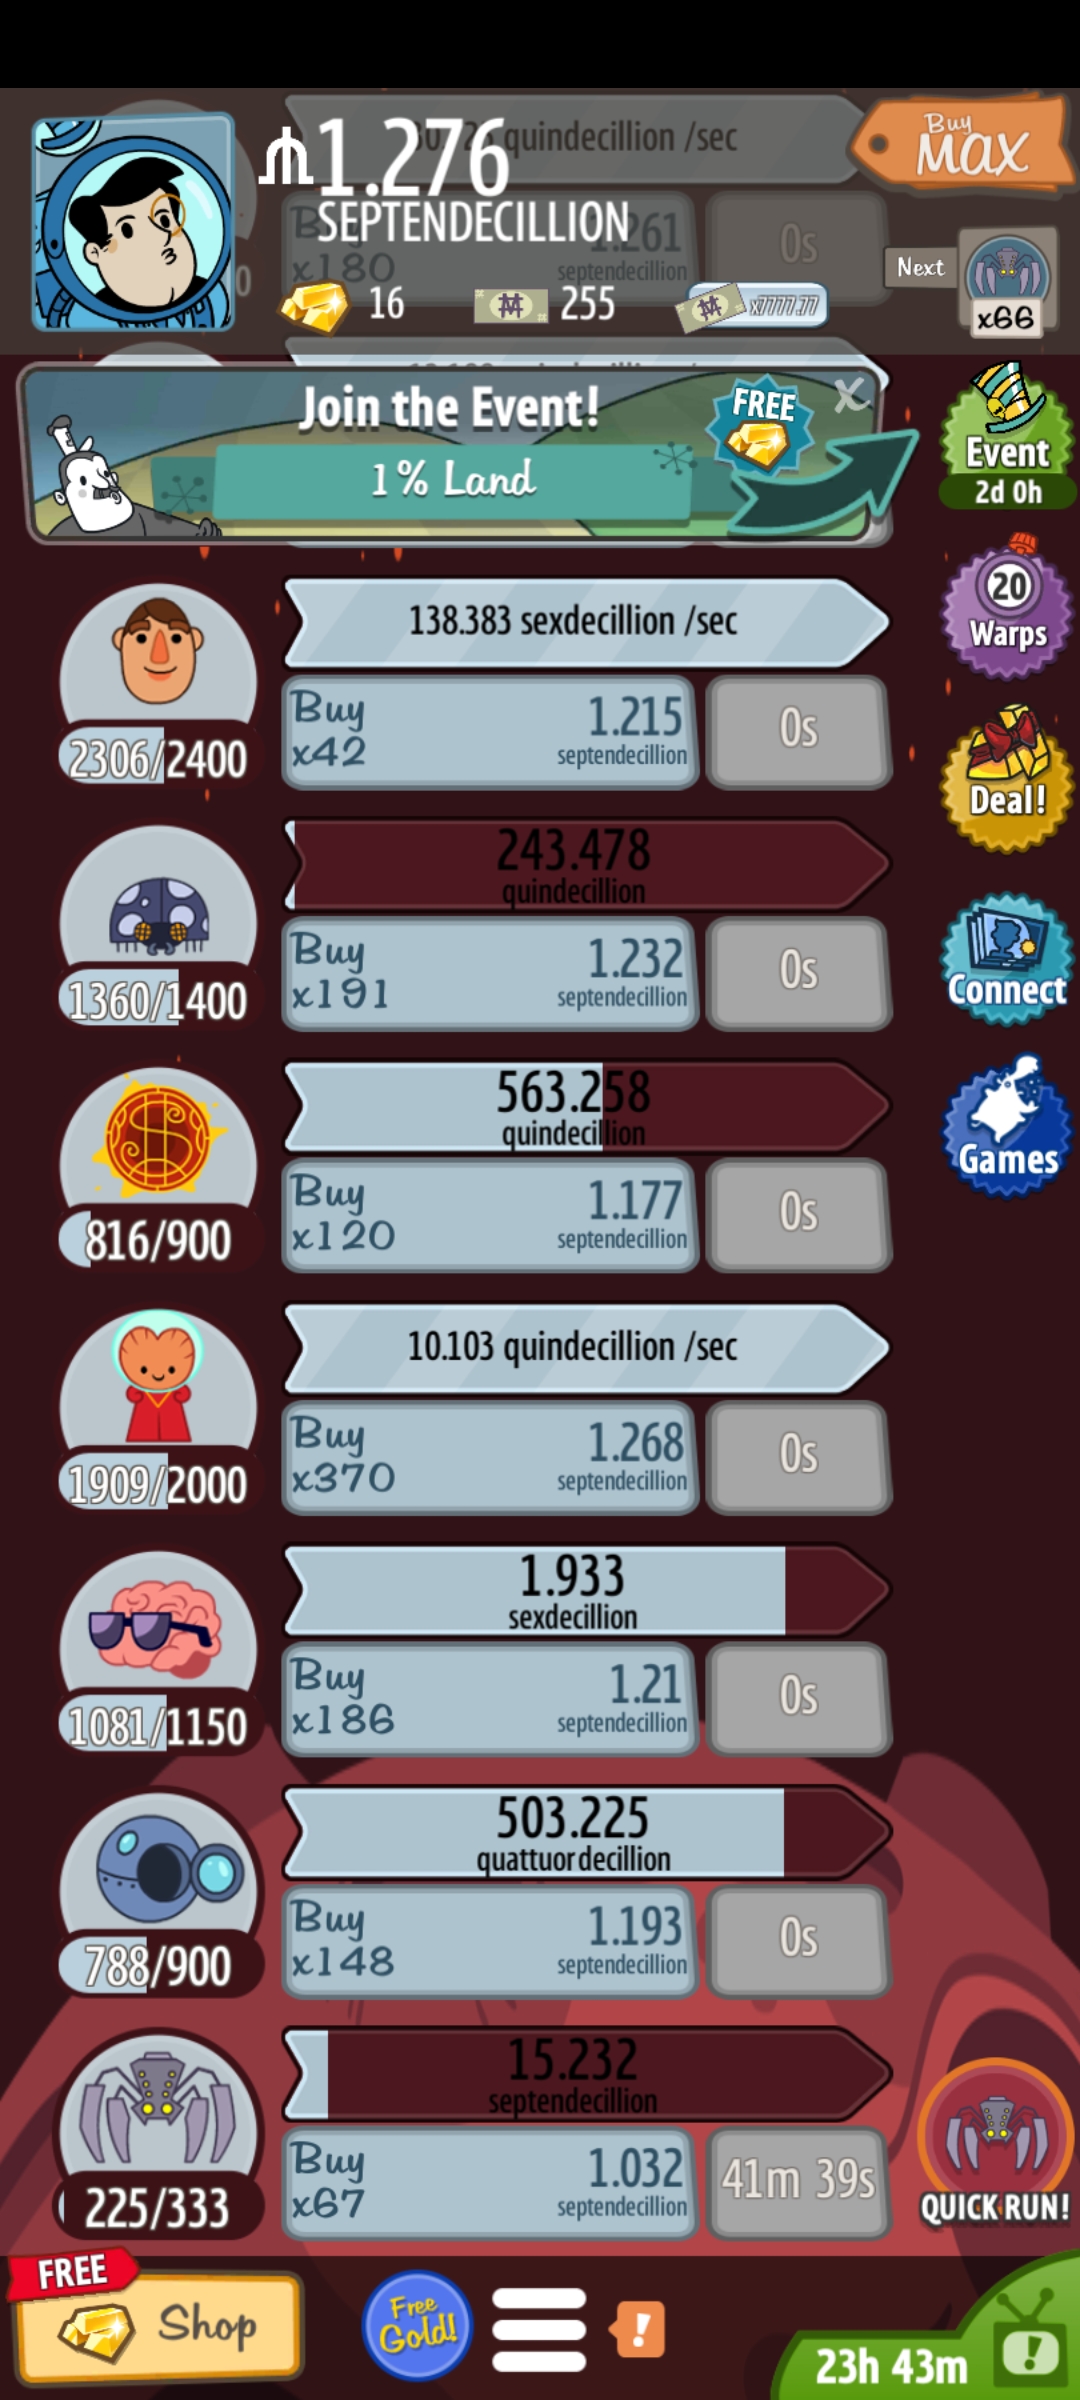 quindecillion /sec
₼1.276
SEPTENDECILLION
Buy
MAX
Buy
x180
1.261
septendecillion
0s
Next
x66
16
255
x7777.77
Join the Event!
FREE
X
1% Land
Event
2d 0h
138.383 sexdecillion /sec
20
Warps
Buy
x42
1.215
septendecillion
0s
2306/2400
Deal!
243.478
quindecillion
Buy
x191
1.232
septendecillion
0s
1360/1400
Connect
563.258
quindecillion
Buy
x120
1.177
septendecillion
0s
816/900
Games
10.103 quindecillion /sec
Buy
x370
1.268
septendecillion
0s
1909/2000
1.933
sexdecillion
Buy
x186
1.21
septendecillion
0s
1081/1150
503.225
quattuordecillion
Buy
x148
1.193
septendecillion
0s
788/900
15.232
septendecillion
Buy
x67
1.032
septendecillion
41m 39s
225/333
QUICK RUN!
FREE
Shop
Free
Gold!
!
23h 43m
!